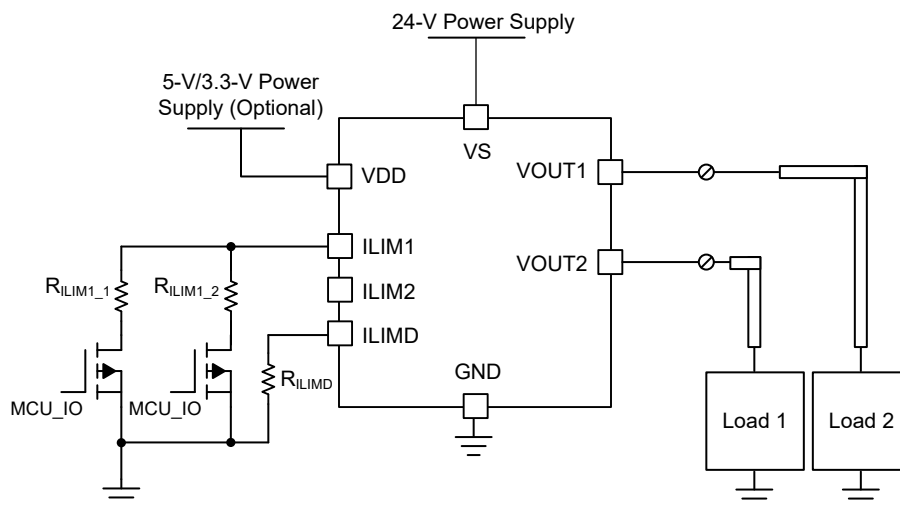 24-V Power Supply
5-V/3.3-V Power
Supply (Optional)
VS
VDD
VOUT1
ILIM1
VOUT2
RILIM1_1
RILIM1_2
ILIM2
ILIMD
GND
RILIMD
MCU_IO
MCU_IO
Load 1
Load 2